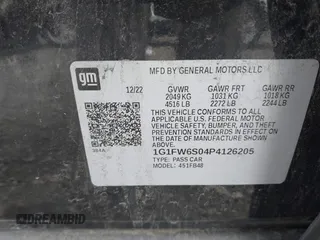 gm
MFD BY GENERAL MOTORS LLC
12/22 GVWR GAWR FRT GAWR RR
2049 KG 1031 KG 1018 KG
4516 LB 2272 LB 2244 LB
THIS VEHICLE CONFORMS TO ALL
APPLICABLE U.S. FEDERAL MOTOR
VEHICLE SAFETY, BUMPER, AND THEFT
PREVENTION STANDARDS IN EFFECT ON
THE DATE OF MANUFACTURE SHOWN ABOVE.
1G1FW6S04P4126205
TYPE: PASS CAR
MODEL: 451FB48
DREAMBID